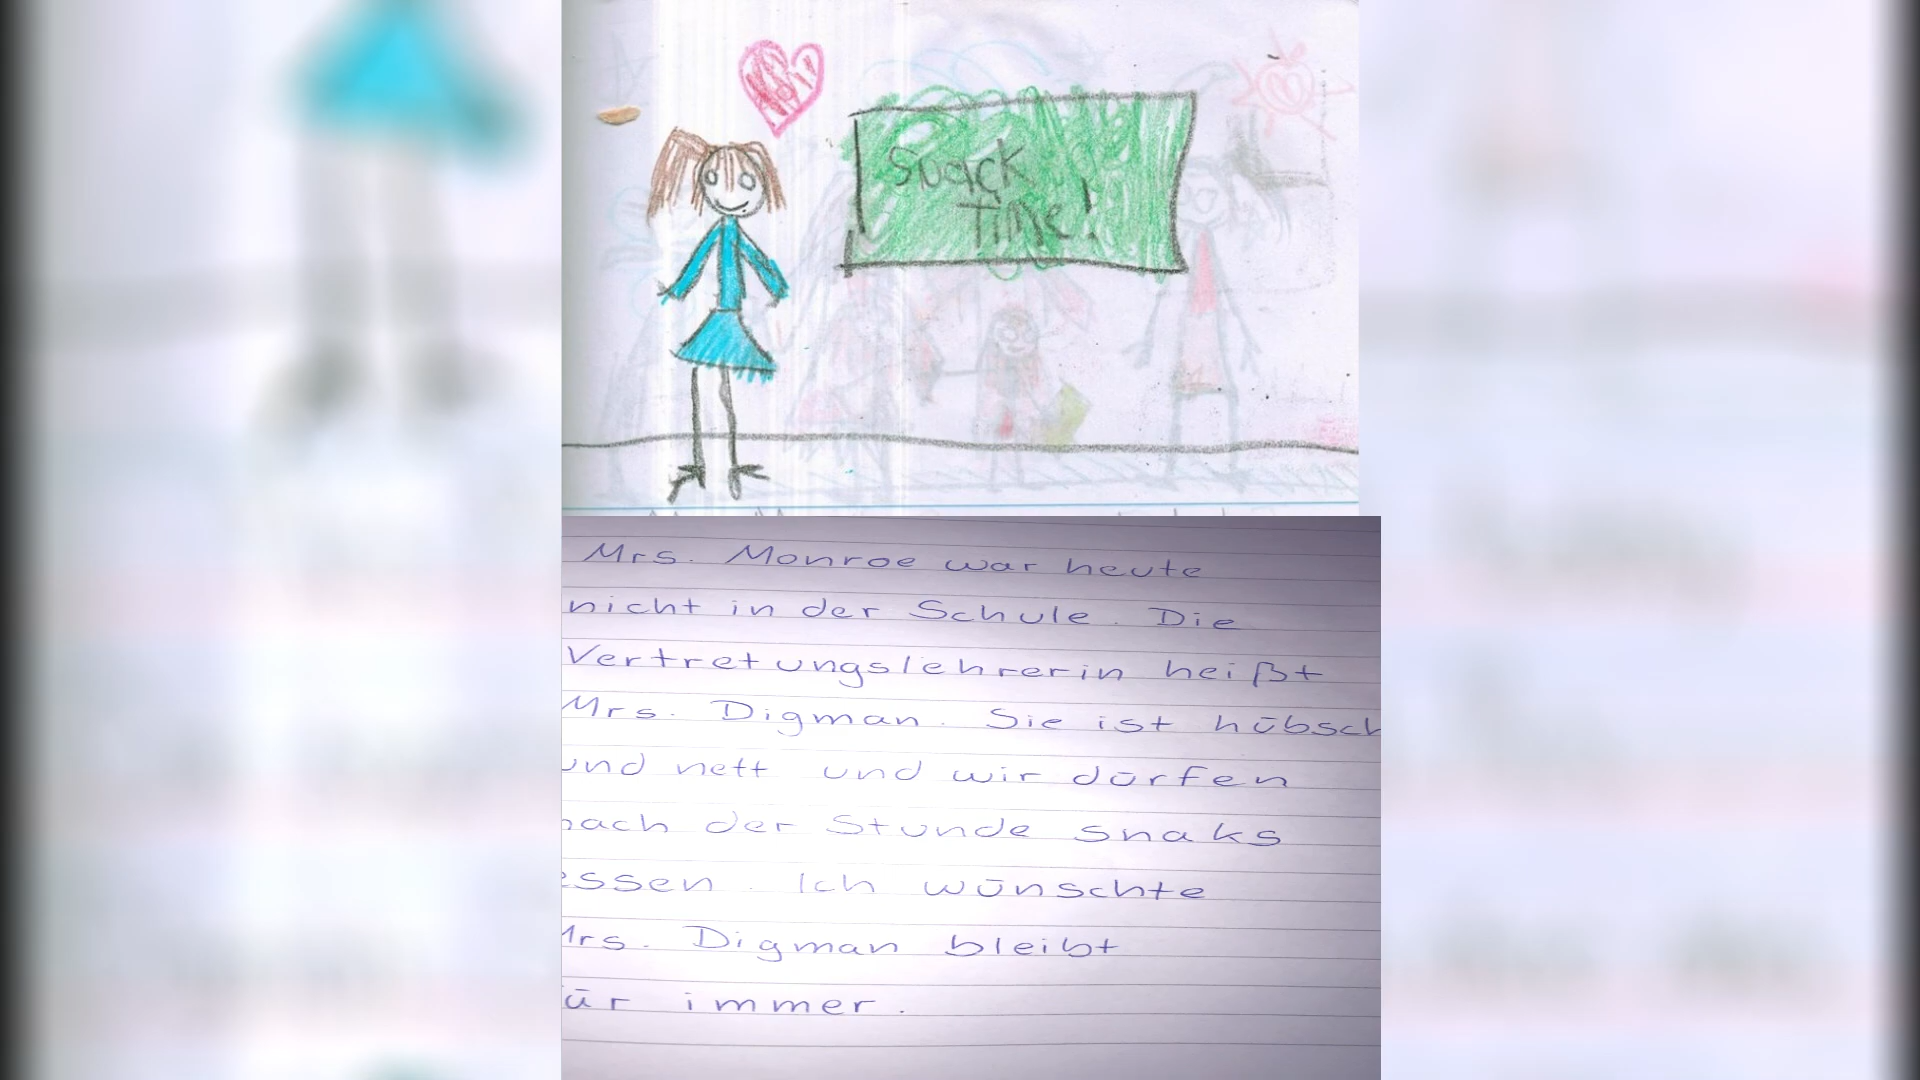 Snack
Time!
Mrs. Monroe war heute
nicht in der Schule. Die
Vertretungslehrerin heißt
Mrs. Digman. Sie ist hübsch
und nett und wir dürfen
nach der Stunde snaks
essen. Ich wünschte
Mrs. Digman bleibt
für immer.